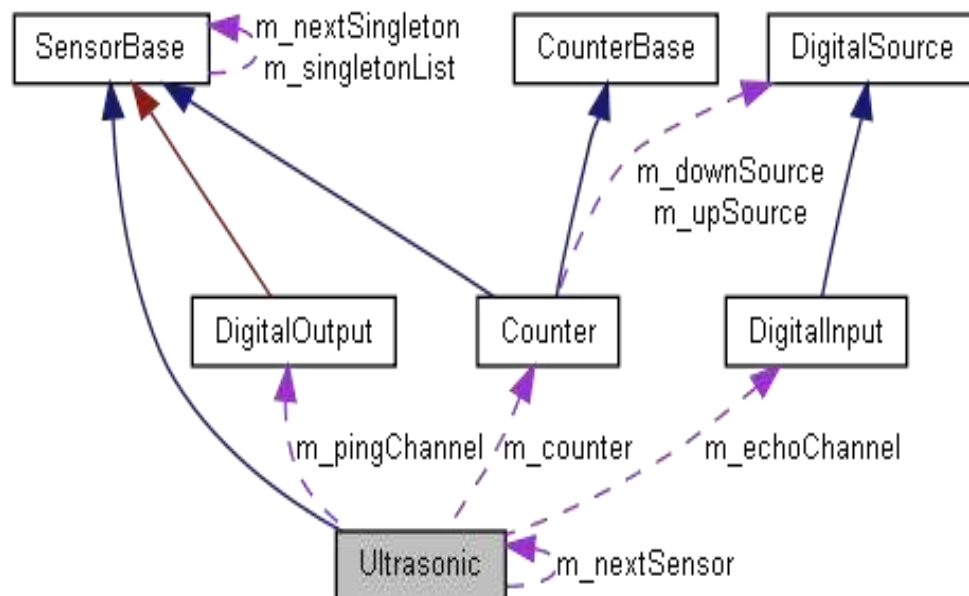 SensorBase
m_nextSingleton
m_singletonList
CounterBase
DigitalSource
m_downSource
m_upSource
DigitalOutput
Counter
DigitalInput
m_pingChannel
m_counter
m_echoChannel
Ultrasonic
m_nextSensor